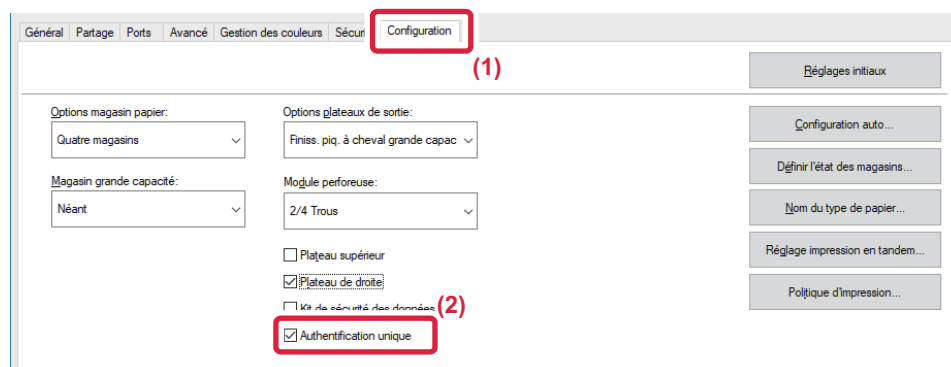 Général Partage Ports Avancé Gestion des couleurs Sécuri Configuration
(1)
Réglages initiaux
Options magasin papier: Options plateaux de sortie:
Quatre magasins Finiss. piq. à cheval grande capac Configuration auto...
Définir l'état des magasins...
Magasin grande capacité: Module perforeuse:
Néant 2/4 Trous Nom du type de papier...
Plateau supérieur Réglage impression en tandem...
Plateau de droite Politique d'impression...
Kit de sécurité des données (2)
Authentification unique